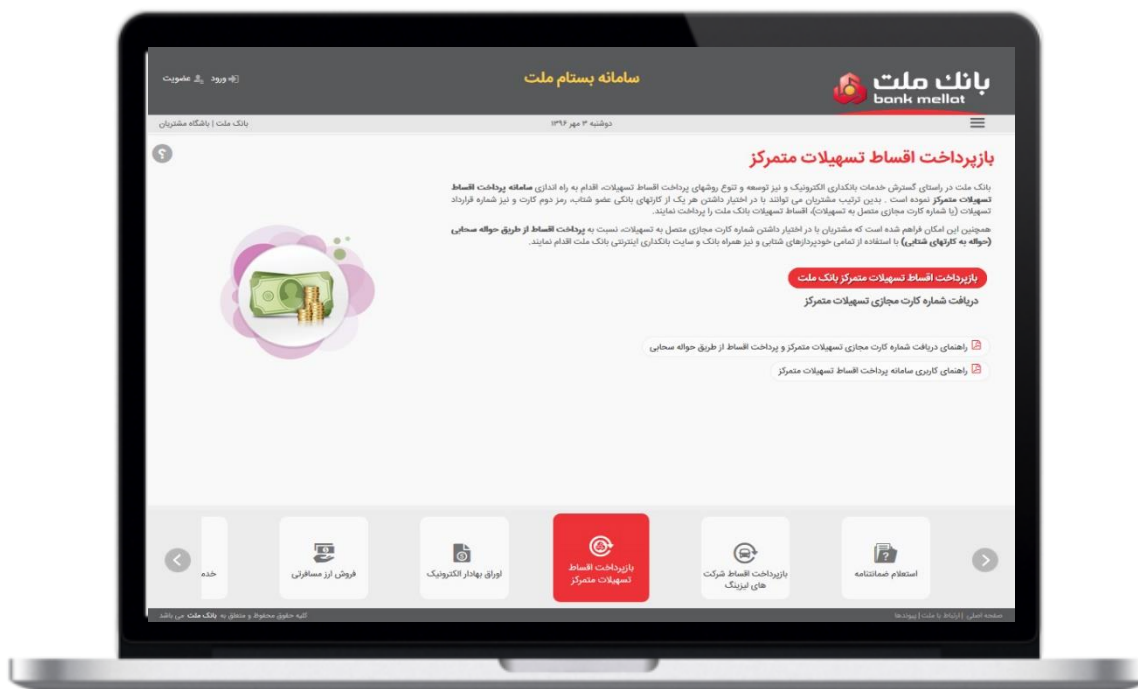 بانک ملت
bank mellat
سامانه بستام ملت
ورود عضویت
دوشنبه ۳ مهر ۱۳۹۶
بانک ملت | باشگاه مشتریان
؟
بازپرداخت اقساط تسهیلات متمرکز
بانک ملت در راستای گسترش خدمات بانکداری الکترونیک و نیز توسعه و تنوع روشهای پرداخت اقساط تسهیلات، اقدام به راه اندازی سامانه پرداخت اقساط
تسهیلات متمرکز نموده است . بدین ترتیب مشتریان می توانند با در اختیار داشتن هر یک از کارتهای بانکی عضو شتاب، رمز دوم کارت و نیز شماره قرارداد
تسهیلات (یا شماره کارت مجازی متصل به تسهیلات)، اقساط تسهیلات بانک ملت را پرداخت نمایند.
همچنین این امکان فراهم شده است که مشتریان با در اختیار داشتن شماره کارت مجازی متصل به تسهیلات، نسبت به پرداخت اقساط از طریق حواله سحابی
(حواله به کارتهای شتابی) با استفاده از تمامی خودپردازهای شتابی و نیز همراه بانک و سایت بانکداری اینترنتی بانک ملت اقدام نمایند.
بازپرداخت اقساط تسهیلات متمرکز بانک ملت
دریافت شماره کارت مجازی تسهیلات متمرکز
راهنمای دریافت شماره کارت مجازی تسهیلات متمرکز و پرداخت اقساط از طریق حواله سحابی
راهنمای کاربری سامانه پرداخت اقساط تسهیلات متمرکز
استعلام ضمانتنامه
بازپرداخت اقساط شرکت
های لیزینگ
بازپرداخت اقساط
تسهیلات متمرکز
اوراق بهادار الکترونیک
فروش ارز مسافرتی
خدم
صفحه اصلی | ارتباط با ملت | پیوندها
کلیه حقوق محفوظ و متعلق به بانک ملت می باشد